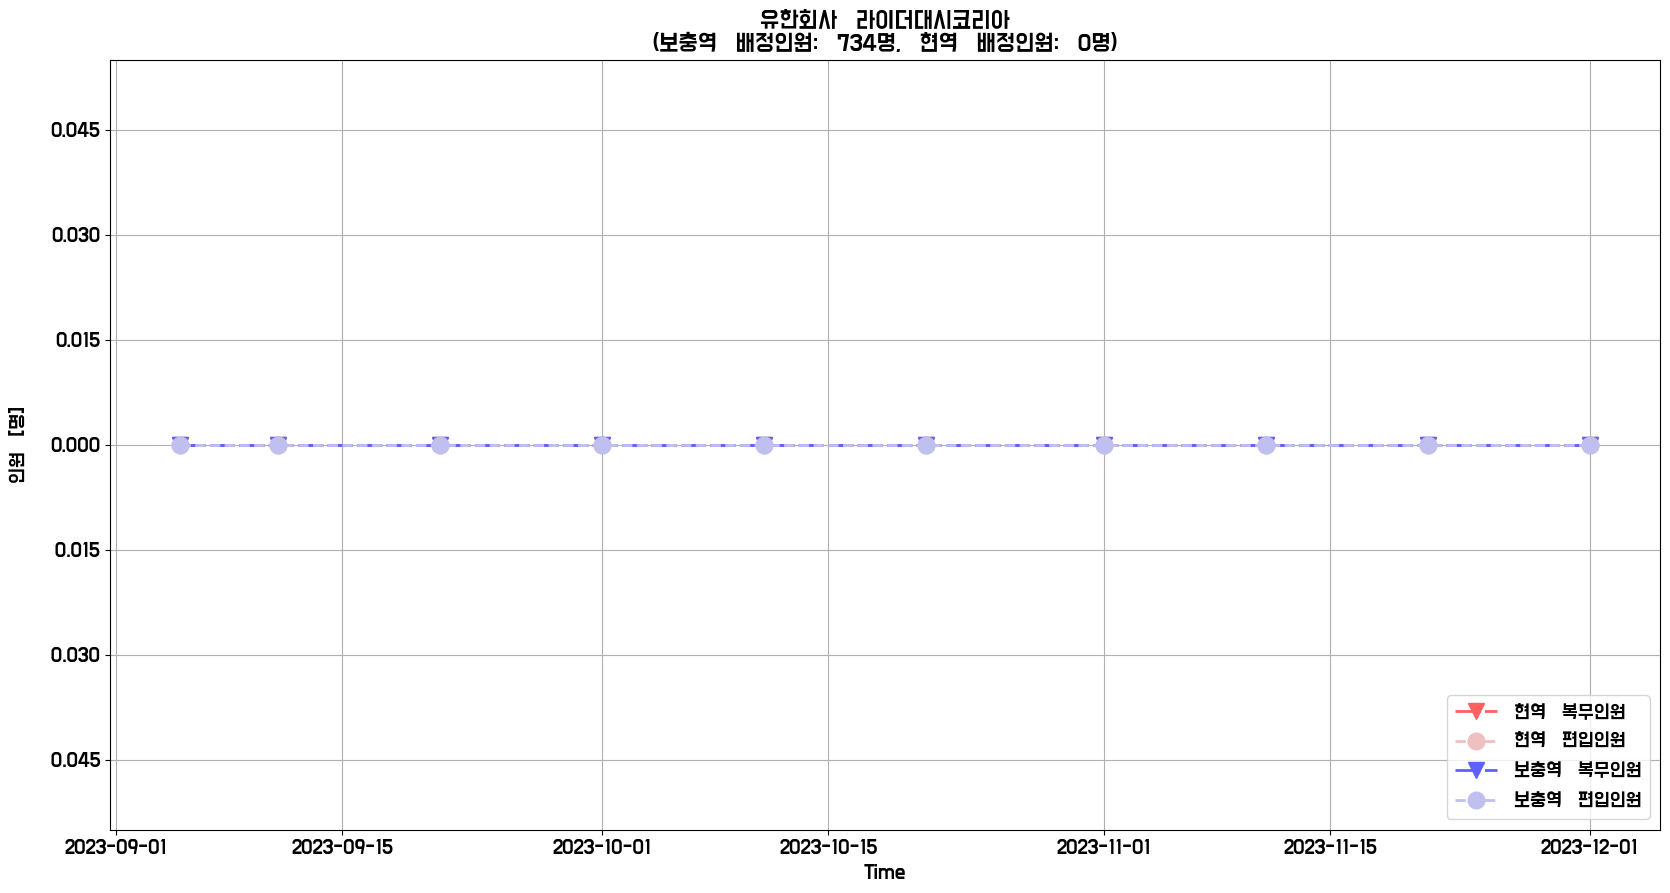 유한회사 라이더대시코리아
(보충역 배정인원: 734명, 현역 배정인원: 0명)
인원 [명]
0.045
0.030
0.015
0.000
0.015
0.030
0.045
현역 복무인원
현역 편입인원
보충역 복무인원
보충역 편입인원
2023-09-01 2023-09-15 2023-10-01 2023-10-15 2023-11-01 2023-11-15 2023-12-01
Time